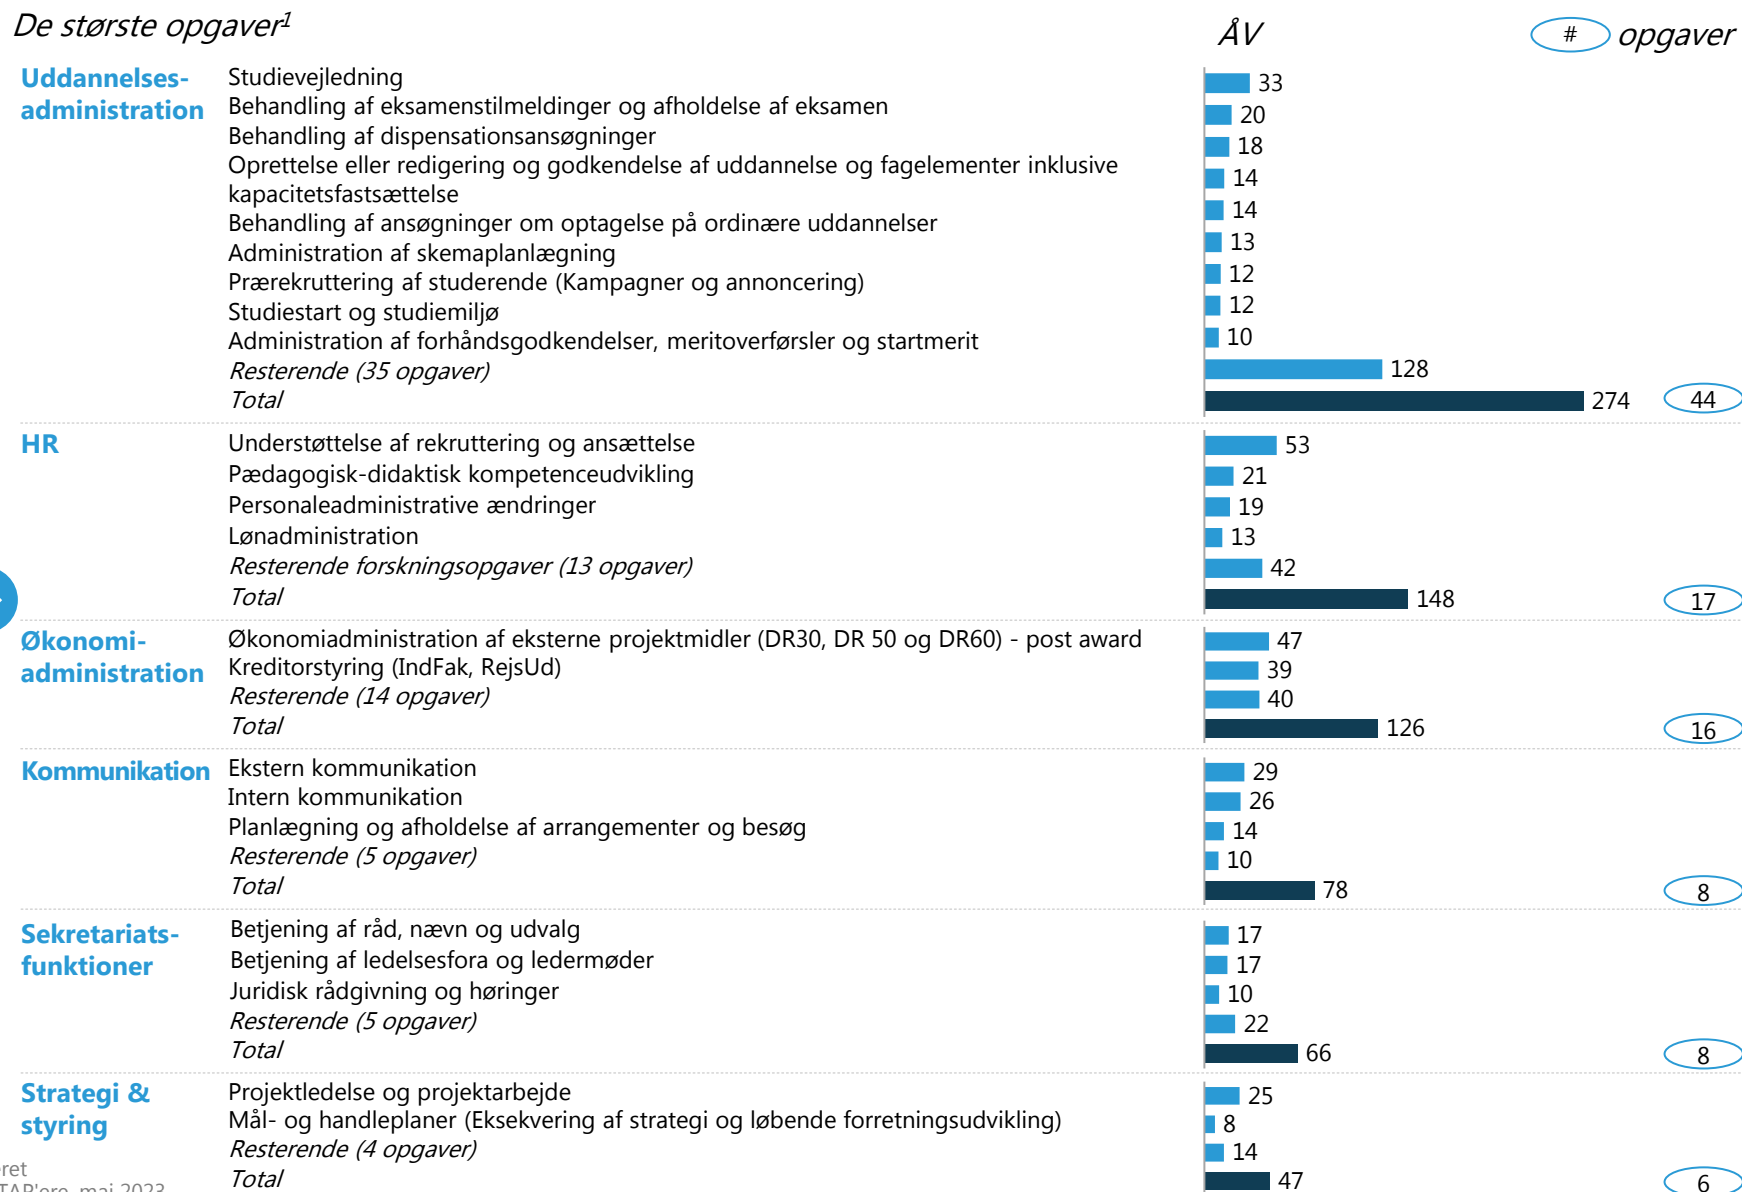 De største opgaver¹
ÅV
# opgaver
Uddannelses-
administration
Studievejledning 33
Behandling af eksamenstilmeldinger og afholdelse af eksamen 20
Behandling af dispensationsansøgninger 18
Oprettelse eller redigering og godkendelse af uddannelse og fagelementer inklusive
kapacitetsfastsættelse 14
Behandling af ansøgninger om optagelse på ordinære uddannelser 14
Administration af skemaplanlægning 13
Prærekruttering af studerende (Kampagner og annoncering) 12
Studiestart og studiemiljø 12
Administration af forhåndsgodkendelser, meritoverførsler og startmerit 10
Resterende (35 opgaver) 128
Total 274 44
HR
Understøttelse af rekruttering og ansættelse 53
Pædagogisk-didaktisk kompetenceudvikling 21
Personaleadministrative ændringer 19
Lønadministration 13
Resterende forskningsopgaver (13 opgaver) 42
Total 148 17
Økonomi-
administration
Økonomiadministration af eksterne projektmidler (DR30, DR 50 og DR60) - post award 47
Kreditorstyring (IndFak, RejsUd) 39
Resterende (14 opgaver) 40
Total 126 16
Kommunikation
Ekstern kommunikation 29
Intern kommunikation 26
Planlægning og afholdelse af arrangementer og besøg 14
Resterende (5 opgaver) 10
Total 78 8
Sekretariats-
funktioner
Betjening af råd, nævn og udvalg 17
Betjening af ledelsesfora og ledermøder 17
Juridisk rådgivning og høringer 10
Resterende (5 opgaver) 22
Total 66 8
Strategi &
styring
Projektledelse og projektarbejde 25
Mål- og handleplaner (Eksekvering af strategi og løbende forretningsudvikling) 8
Resterende (4 opgaver) 14
Total 47 6
ret
TAP'ere, maj 2023